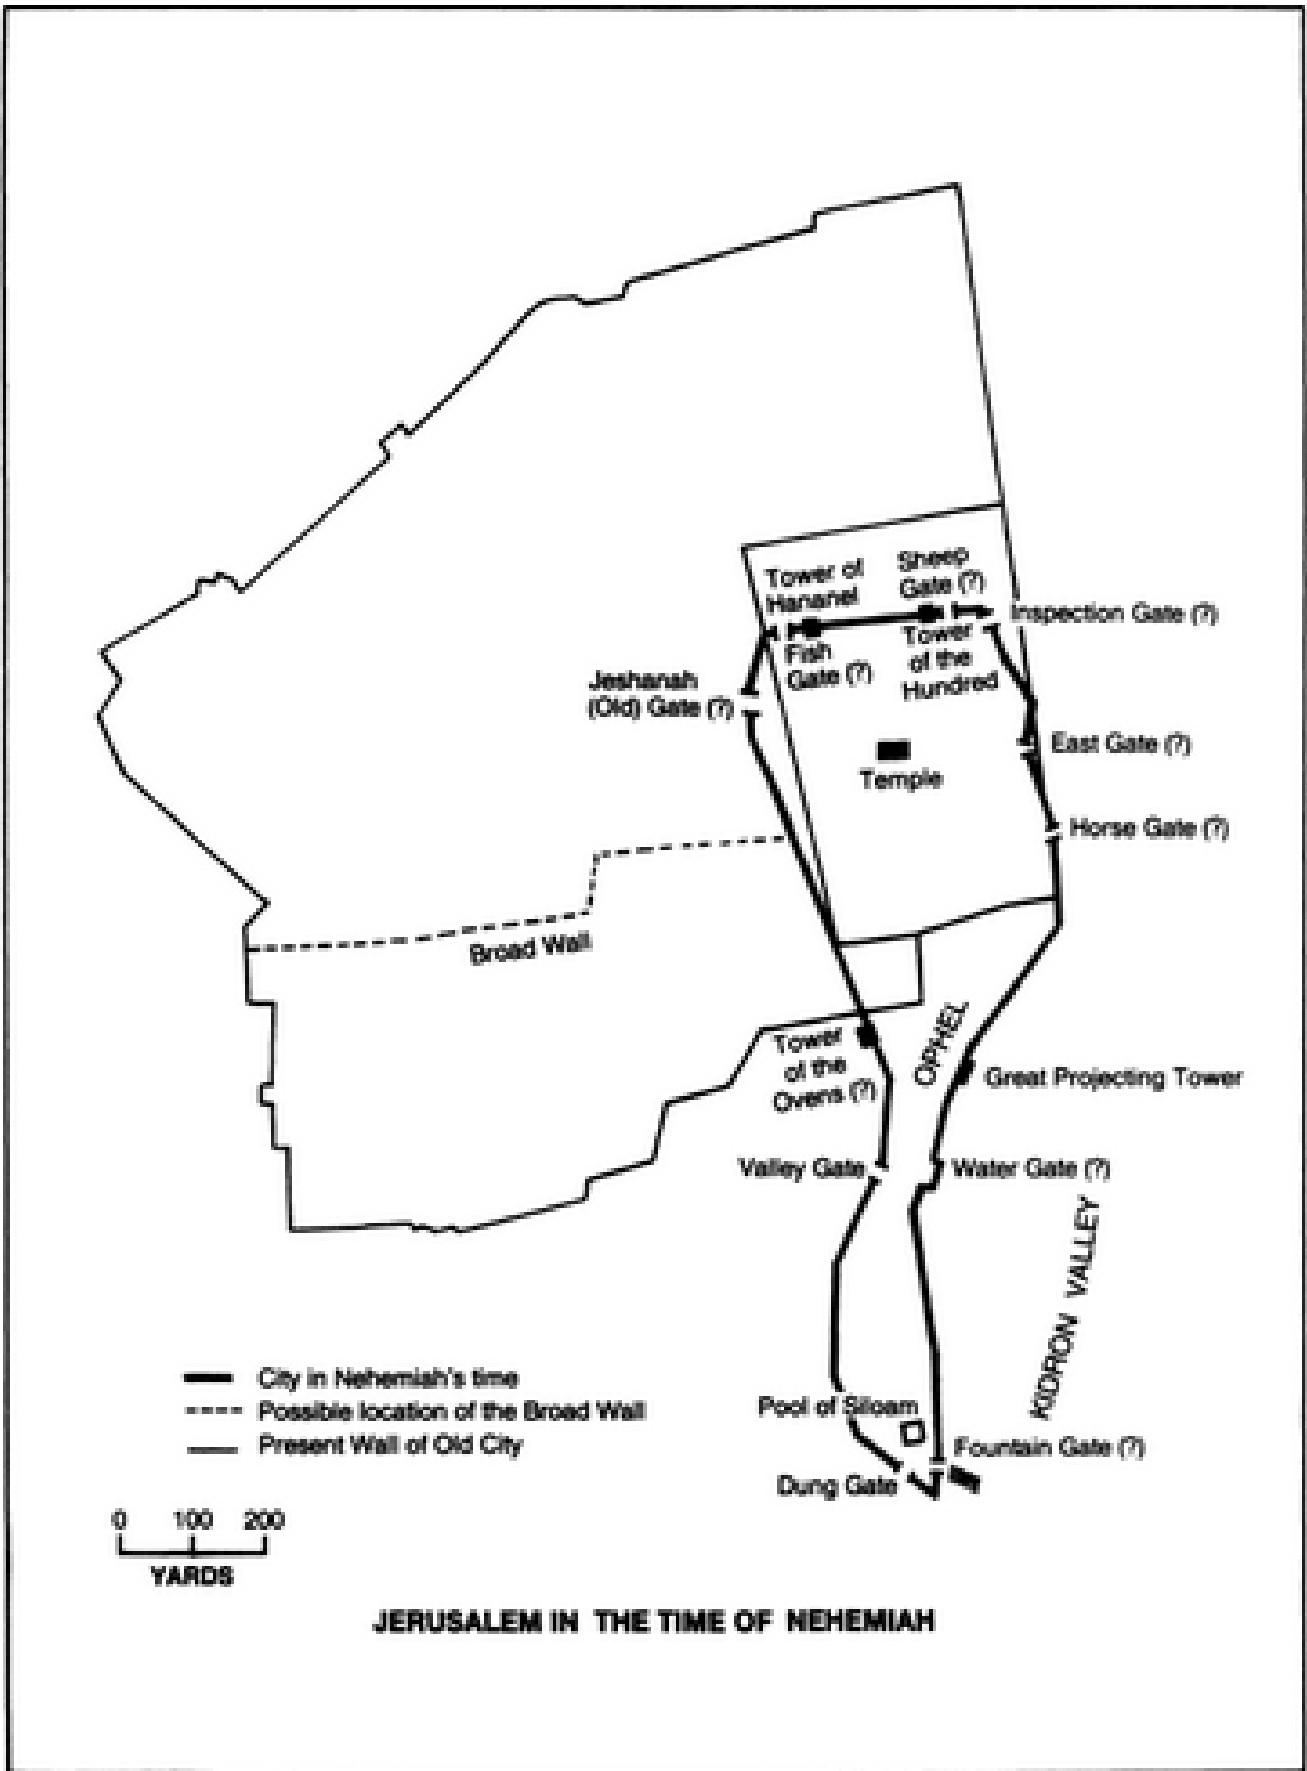 Tower of
Hananel
Sheep
Gate (?)
Inspection Gate (?)
Fish
Gate (?)
Tower
of the
Hundred
Jeshanah
(Old) Gate (?)
East Gate (?)
Temple
Horse Gate (?)
Broad Wall
OPHEL
Tower
of the
Ovens (?)
Great Projecting Tower
Valley Gate
Water Gate (?)
KIDRON VALLEY
City in Nehemiah's time
Possible location of the Broad Wall
Present Wall of Old City
Pool of Siloam
Fountain Gate (?)
Dung Gate
0 100 200
YARDS
JERUSALEM IN THE TIME OF NEHEMIAH